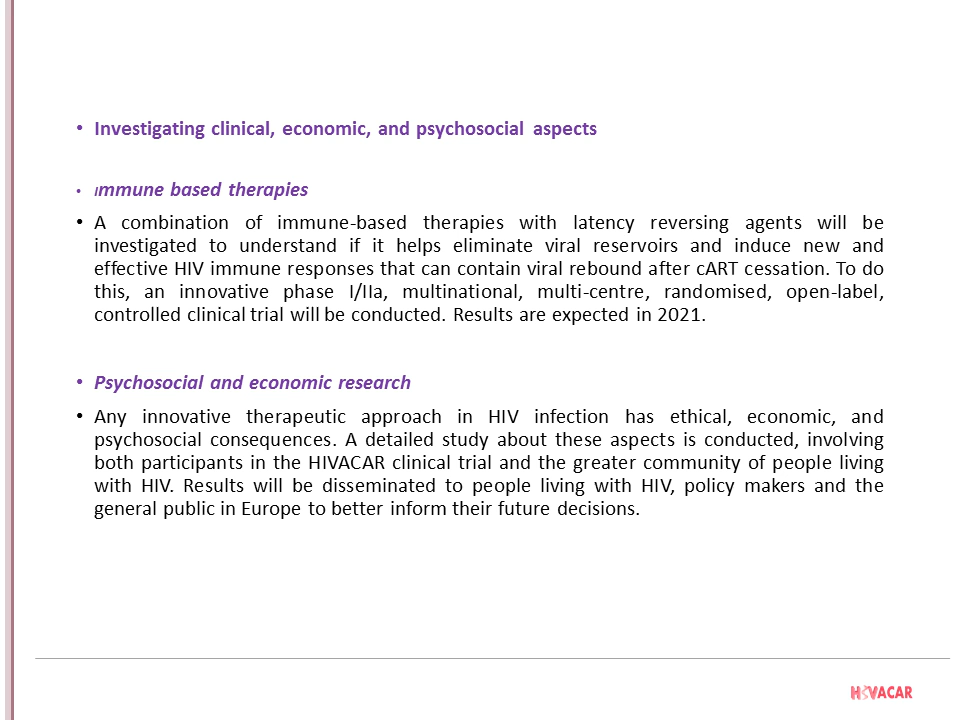 • Investigating clinical, economic, and psychosocial aspects
• Immune based therapies
• A combination of immune-based therapies with latency reversing agents will be
investigated to understand if it helps eliminate viral reservoirs and induce new and
effective HIV immune responses that can contain viral rebound after cART cessation. To do
this, an innovative phase I/IIa, multinational, multi-centre, randomised, open-label,
controlled clinical trial will be conducted. Results are expected in 2021.
• Psychosocial and economic research
• Any innovative therapeutic approach in HIV infection has ethical, economic, and
psychosocial consequences. A detailed study about these aspects is conducted, involving
both participants in the HIVACAR clinical trial and the greater community of people living
with HIV. Results will be disseminated to people living with HIV, policy makers and the
general public in Europe to better inform their future decisions.
HIVACAR